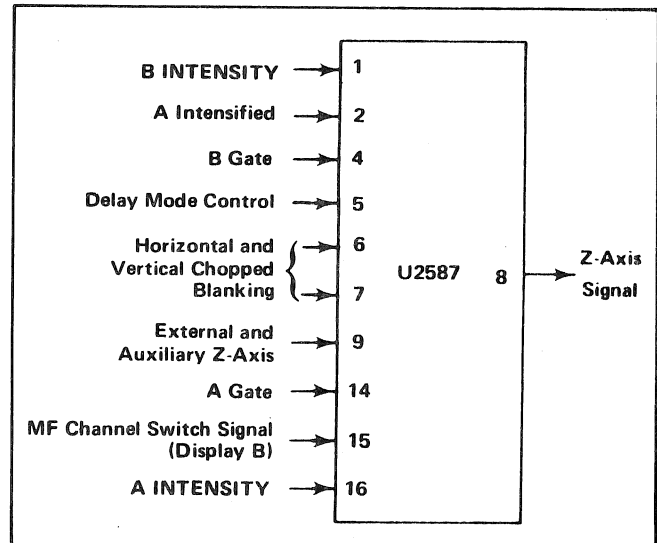 B INTENSITY 1
A Intensified 2
B Gate 4
Delay Mode Control 5
Horizontal and 6
Vertical Chopped
Blanking 7
U2587 8
Z-Axis
Signal
External and
Auxiliary Z-Axis 9
A Gate 14
MF Channel Switch Signal 15
(Display B)
A INTENSITY 16